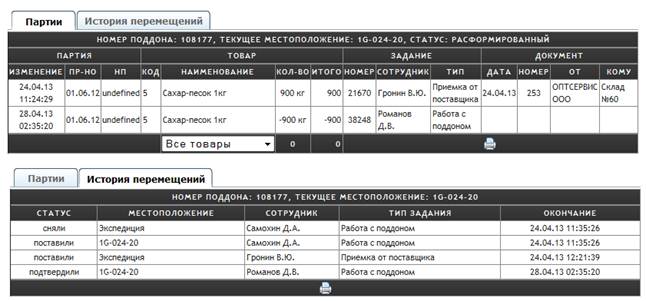 Партии История перемещений
НОМЕР ПОДДОНА: 108177, ТЕКУЩЕЕ МЕСТОПОЛОЖЕНИЕ: 1G-024-20, СТАТУС: РАСФОРМИРОВАННЫЙ
ПАРТИЯ ТОВАР ЗАДАНИЕ ДОКУМЕНТ
ИЗМЕНЕНИЕ ПР-НО НП КОД НАИМЕНОВАНИЕ КОЛ-ВО ИТОГО НОМЕР СОТРУДНИК ТИП ДАТА НОМЕР ОТ КОМУ
24.04.13 11:24:29 01.06.12 undefined 5 Сахар-песок 1кг 900 кг 900 21670 Гронин В.Ю. Приемка от поставщика 24.04.13 253 ОПТСЕРВИС ООО Склад №60
28.04.13 02:35:20 01.06.12 undefined 5 Сахар-песок 1кг -900 кг -900 38248 Романов Д.В. Работа с поддоном
Все товары 0 0
Партии История перемещений
НОМЕР ПОДДОНА: 108177, ТЕКУЩЕЕ МЕСТОПОЛОЖЕНИЕ: 1G-024-20
СТАТУС МЕСТОПОЛОЖЕНИЕ СОТРУДНИК ТИП ЗАДАНИЯ ОКОНЧАНИЕ
сняли Экспедиция Самохин Д.А. Работа с поддоном 24.04.13 11:35:26
поставили 1G-024-20 Самохин Д.А. Работа с поддоном 24.04.13 11:35:26
поставили Экспедиция Гронин В.Ю. Приемка от поставщика 24.04.13 12:21:39
подтвердили 1G-024-20 Романов Д.В. Работа с поддоном 28.04.13 02:35:20